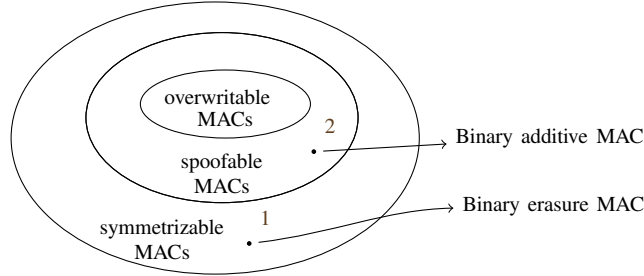 overwritable
MACs
2
Binary additive MAC
spoofable
MACs
Binary erasure MAC
1
symmetrizable
MACs